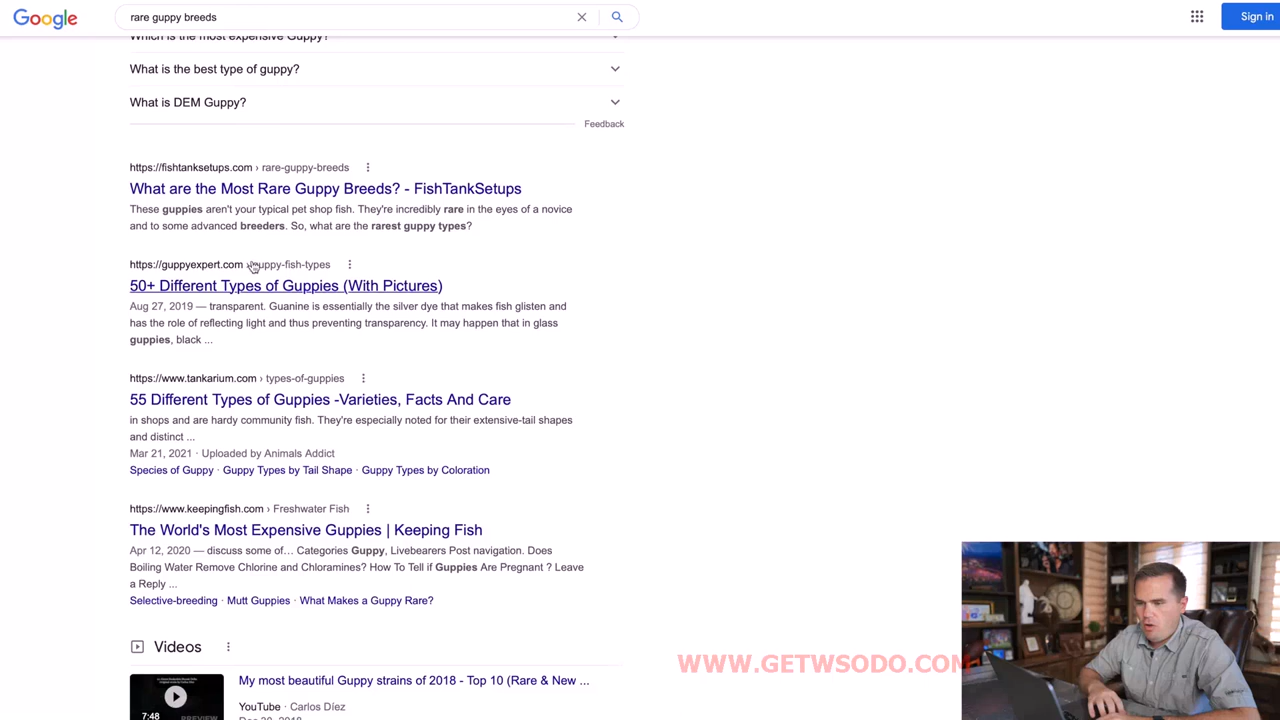 Google
rare guppy breeds
Sign in
Which is the most expensive Guppy?
What is the best type of guppy?
What is DEM Guppy?
Feedback
https://fishtanksetups.com › rare-guppy-breeds
What are the Most Rare Guppy Breeds? - FishTankSetups
These guppies aren't your typical pet shop fish. They're incredibly rare in the eyes of a novice
and to some advanced breeders. So, what are the rarest guppy types?
https://guppyexpert.com › guppy-fish-types
50+ Different Types of Guppies (With Pictures)
Aug 27, 2019 — transparent. Guanine is essentially the silver dye that makes fish glisten and
has the role of reflecting light and thus preventing transparency. It may happen that in glass
guppies, black ...
https://www.tankarium.com › types-of-guppies
55 Different Types of Guppies -Varieties, Facts And Care
in shops and are hardy community fish. They're especially noted for their extensive-tail shapes
and distinct ...
Mar 21, 2021 · Uploaded by Animals Addict
Species of Guppy · Guppy Types by Tail Shape · Guppy Types by Coloration
https://www.keepingfish.com › Freshwater Fish
The World's Most Expensive Guppies | Keeping Fish
Apr 12, 2020 — discuss some of… Categories Guppy, Livebearers Post navigation. Does
Boiling Water Remove Chlorine and Chloramines? How To Tell if Guppies Are Pregnant ? Leave
a Reply ...
Selective-breeding · Mutt Guppies · What Makes a Guppy Rare?
Videos
WWW.GETWSODO.COM
My most beautiful Guppy strains of 2018 - Top 10 (Rare & New ...
YouTube · Carlos Díez
7:48
PREVIEW